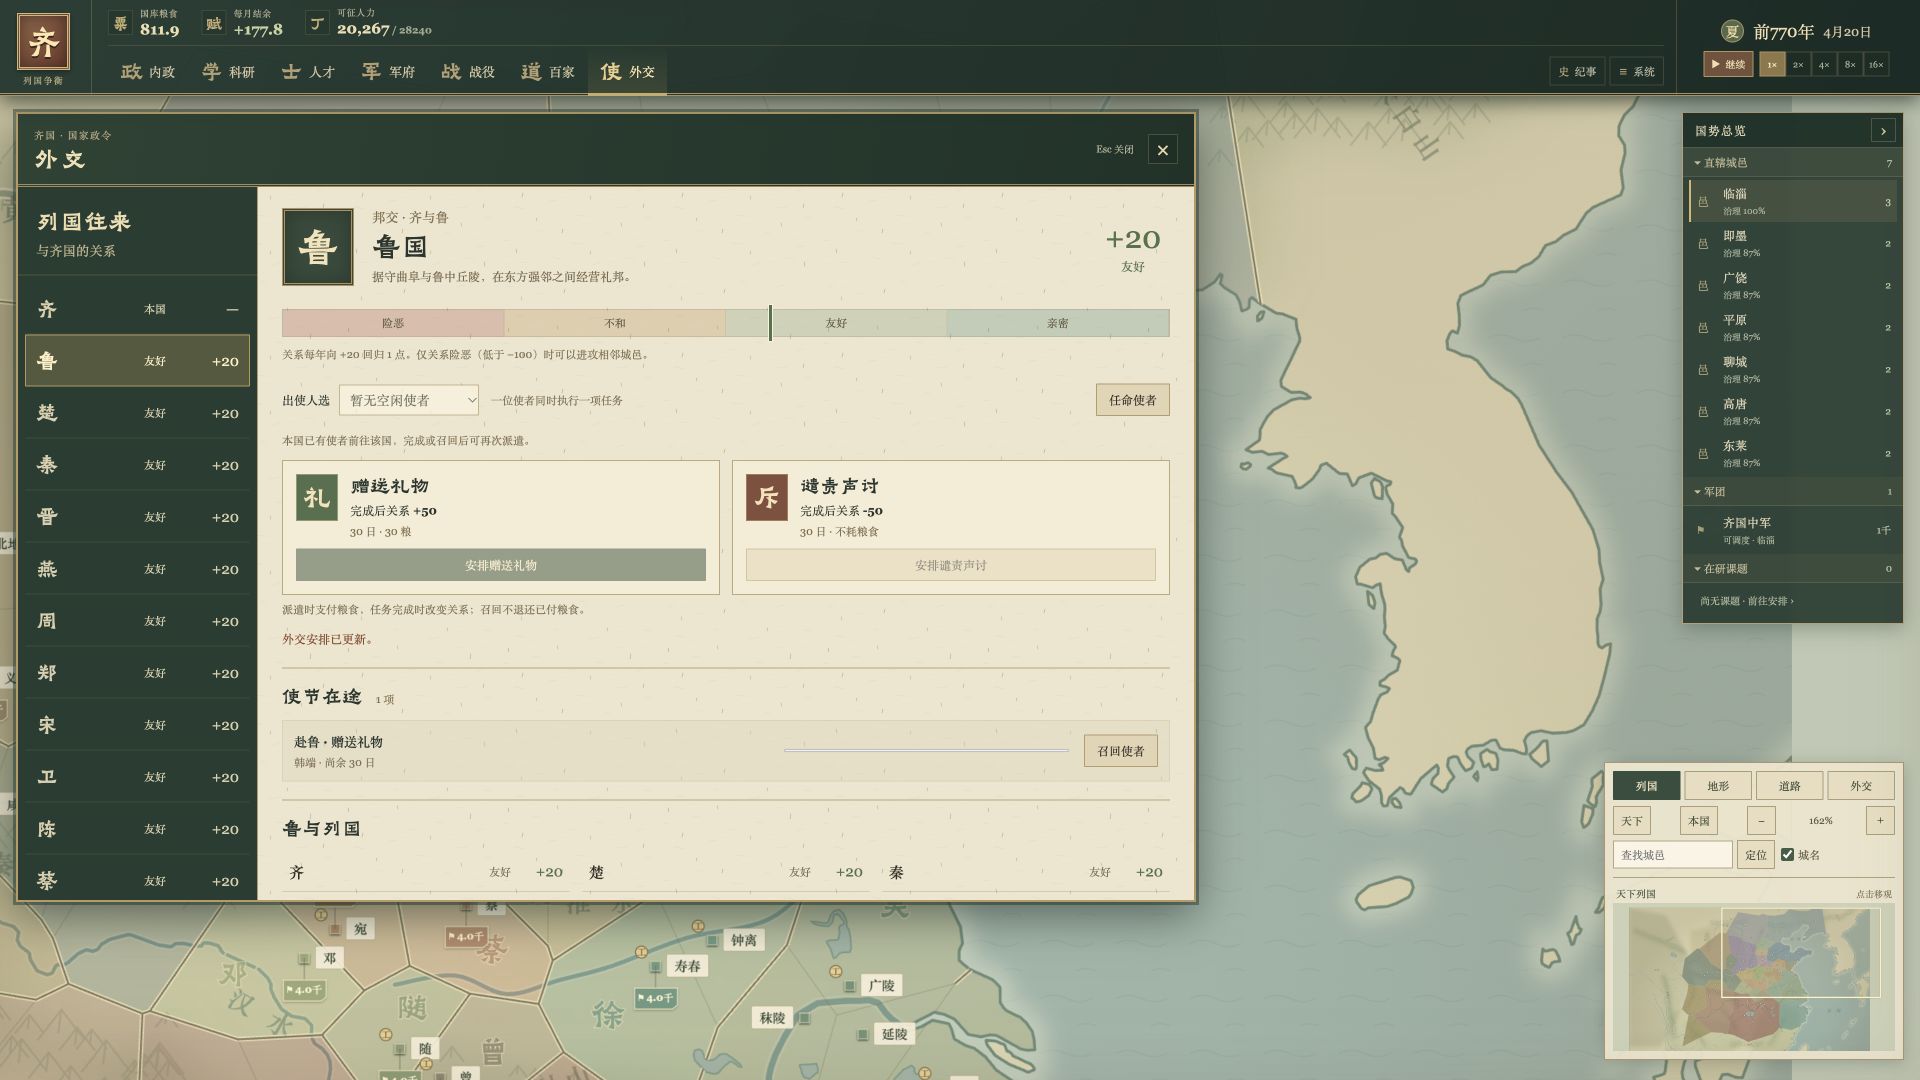 齐
列国争衡
粟 国库粮食 811.9
赋 每月结余 +177.8
丁 可征人力 20,267 / 28240
政 内政
学 科研
士 人才
军 军府
战 战役
道 百家
使 外交
史 纪事
≡ 系统
夏 前770年 4月20日
▶ 继续 1× 2× 4× 8× 16×
齐国 · 国家政令
外交
Esc 关闭 ✕
列国往来
与齐国的关系
齐 本国 —
鲁 友好 +20
楚 友好 +20
秦 友好 +20
晋 友好 +20
燕 友好 +20
周 友好 +20
郑 友好 +20
宋 友好 +20
卫 友好 +20
陈 友好 +20
蔡 友好 +20
鲁
邦交 · 齐与鲁
鲁国
据守曲阜与鲁中丘陵，在东方强邻之间经营礼邦。
+20
友好
险恶 不和 友好 亲密
关系每年向 +20 回归 1 点。仅关系险恶（低于 −100）时可以进攻相邻城邑。
出使人选 暂无空闲使者 一位使者同时执行一项任务 任命使者
本国已有使者前往该国，完成或召回后可再次派遣。
礼 赠送礼物
完成后关系 +50
30 日 · 30 粮
安排赠送礼物
斥 谴责声讨
完成后关系 -50
30 日 · 不耗粮食
安排谴责声讨
派遣时支付粮食，任务完成时改变关系；召回不退还已付粮食。
外交安排已更新。
使节在途 1 项
赴鲁 · 赠送礼物
韩端 · 尚余 30 日
召回使者
鲁与列国
齐 友好 +20
楚 友好 +20
秦 友好 +20
国势总览 ›
直辖城邑 7
邑 临淄 3
治理 100%
邑 即墨 2
治理 87%
邑 广饶 2
治理 87%
邑 平原 2
治理 87%
邑 聊城 2
治理 87%
邑 高唐 2
治理 87%
邑 东莱 2
治理 87%
军团 1
齐国中军 1千
可调度 · 临淄
在研课题 0
尚无课题 · 前往安排 ›
列国 地形 道路 外交
天下 本国 − 162% +
查找城邑 定位 城名
天下列国 点击移观
宛
邓
邓
4.0千
汉水
4.0千
蔡
随
随
曾
曾
钟离
寿春
4.0千
徐
广陵
秣陵
延陵